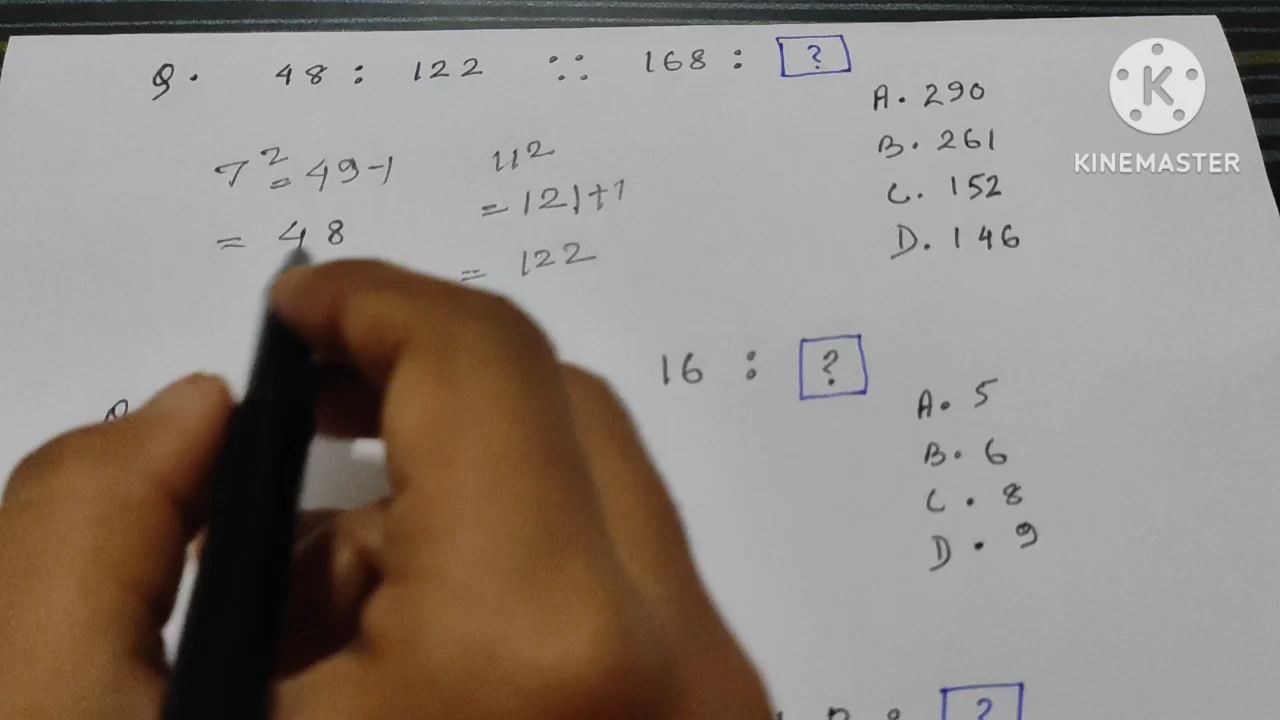 Q. 48 : 122 :: 168 : ?
A. 290
B. 261
C. 152
D. 146
7² = 49-1
= 48
11²
= 121+1
= 122
16 : ?
A. 5
B. 6
C. 8
D. 9
?
K
KINEMASTER